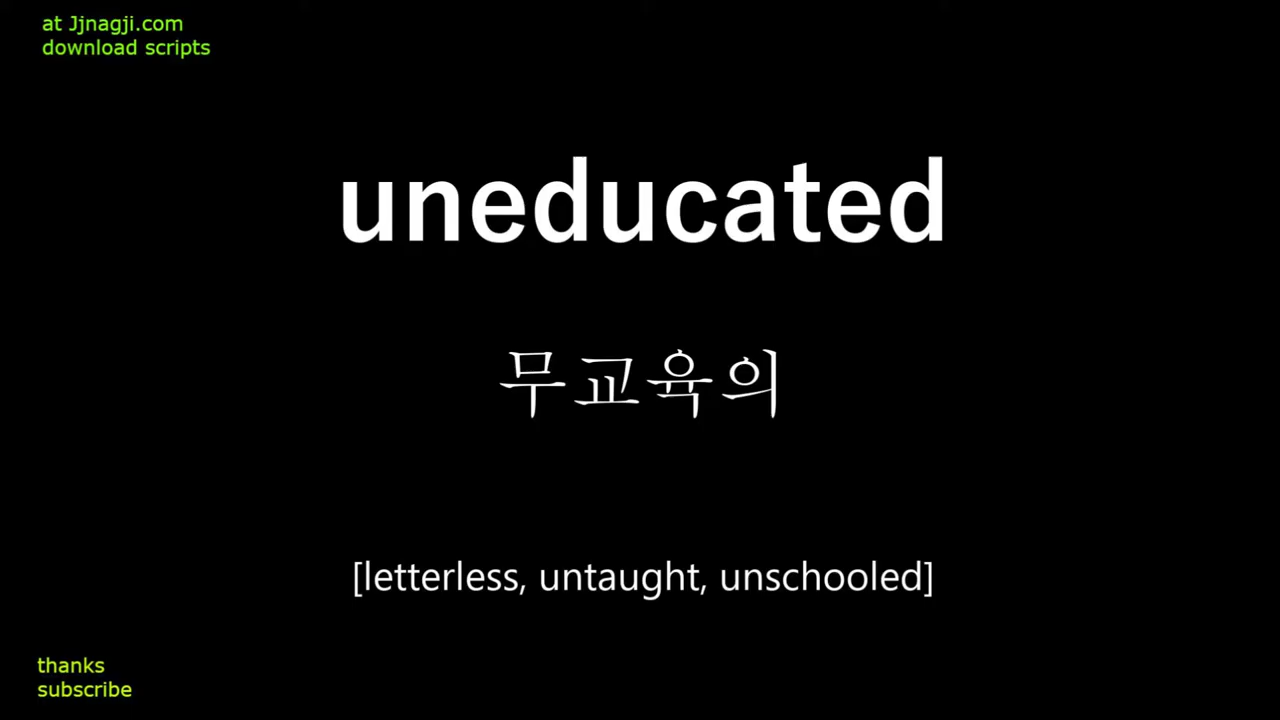 at Jjnagji.com
download scripts
uneducated
무교육의
[letterless, untaught, unschooled]
thanks
subscribe